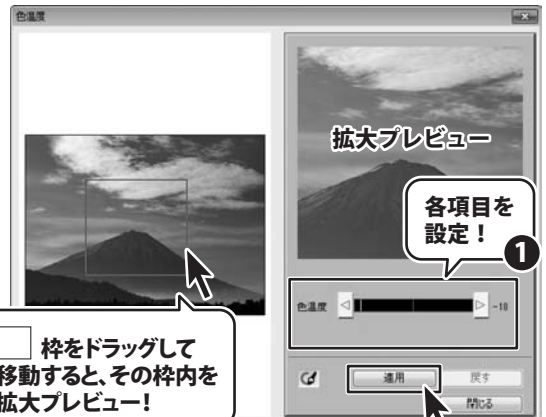 色温度
拡大プレビュー
各項目を
設定！
1
色温度
-18
枠をドラッグして
移動すると、その枠内を
拡大プレビュー！
適用
戻す
閉じる